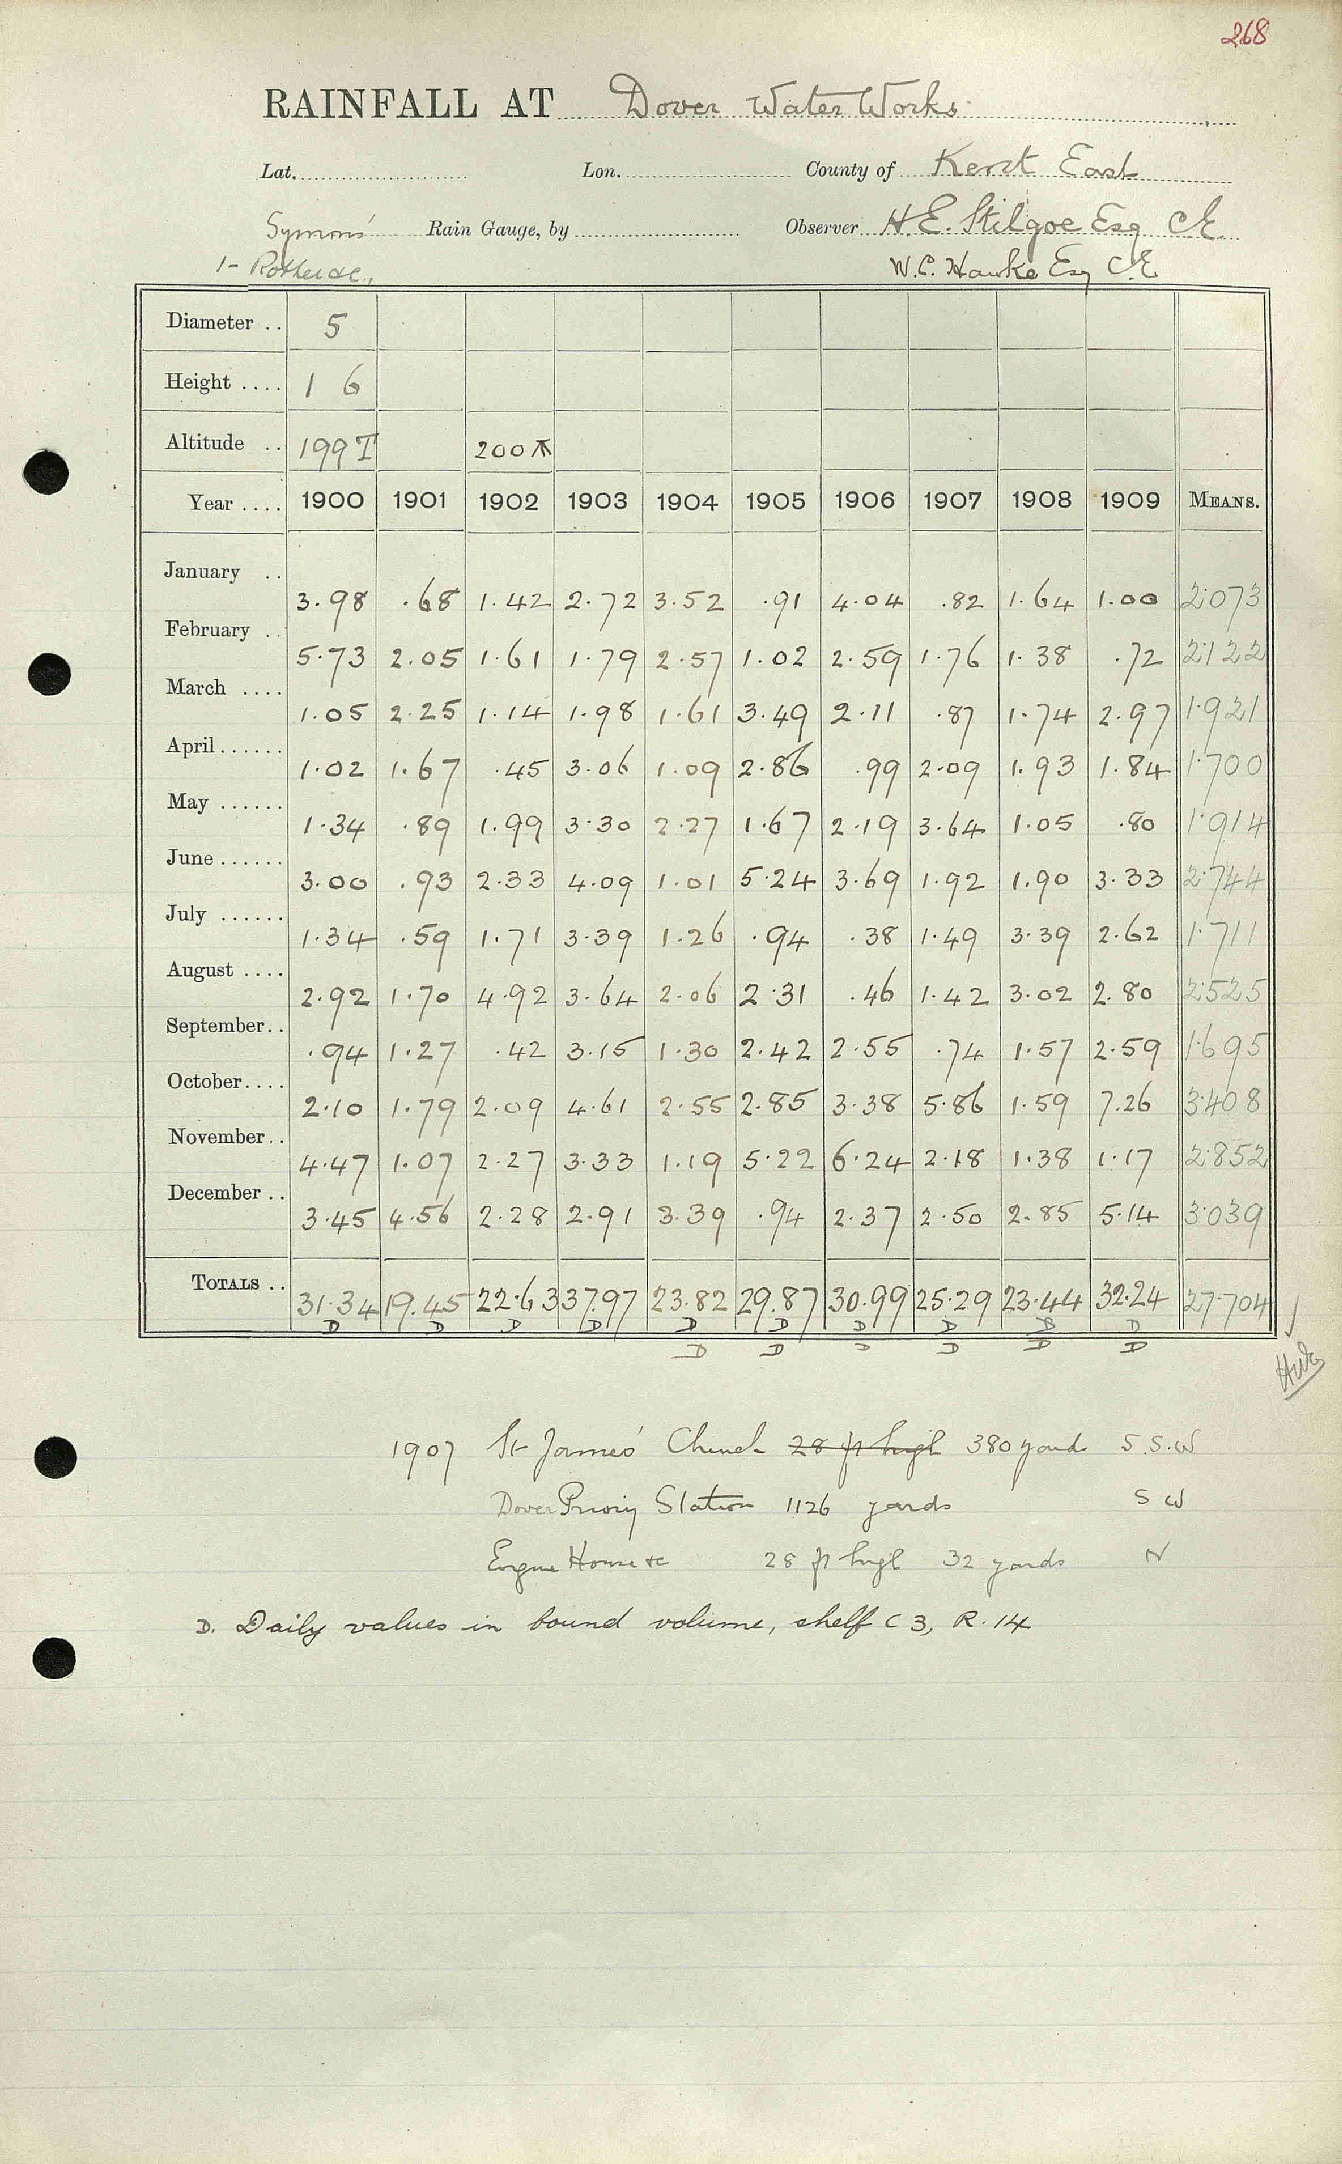 268
RAINFALL AT Dover Water Works
Lat. Lon. County of Kent East
Symons' Rain Gauge, by Observer H. E. Stilgoe Esq CE
W. C. Hawke Esq CE
Diameter .. 5
Height .... 1 6
Altitude .. 199 T 200
Year .... 1900 1901 1902 1903 1904 1905 1906 1907 1908 1909 MEANS.
January .. 3.98 .68 1.42 2.72 3.52 .91 4.04 .82 1.64 1.00 2.073
February .. 5.73 2.05 1.61 1.79 2.57 1.02 2.59 1.76 1.38 .72 2.122
March .... 1.05 2.25 1.14 1.98 1.61 3.49 2.11 .87 1.74 2.97 1.921
April ...... 1.02 1.67 .45 3.06 1.09 2.86 .99 2.09 1.93 1.84 1.700
May ...... 1.34 .89 1.99 3.30 2.27 1.67 2.19 3.64 1.05 .80 1.914
June ...... 3.00 .93 2.33 4.09 1.01 5.24 3.69 1.92 1.90 3.33 2.744
July ...... 1.34 .59 1.71 3.39 1.26 .94 .38 1.49 3.39 2.62 1.711
August .... 2.92 1.70 4.92 3.64 2.06 2.31 .46 1.42 3.02 2.80 2.525
September.. .94 1.27 .42 3.15 1.30 2.42 2.55 .74 1.57 2.59 1.695
October.... 2.10 1.79 2.09 4.61 2.55 2.85 3.38 5.86 1.59 7.26 3.408
November.. 4.47 1.07 2.27 3.33 1.19 5.22 6.24 2.18 1.38 1.17 2.852
December .. 3.45 4.56 2.28 2.91 3.39 .94 2.37 2.50 2.85 5.14 3.039
TOTALS .. 31.34 19.45 22.63 37.97 23.82 29.87 30.99 25.29 23.44 32.24 27.704
D D D D D D D D B D
D D D D D D
1907 St James' Church 28 ft high 380 yards S.S.W
Dover Priory Station 1126 yards S W
Engine House &c 28 ft high 32 yards N
D. Daily values in bound volume, shelf C 3, R. 14